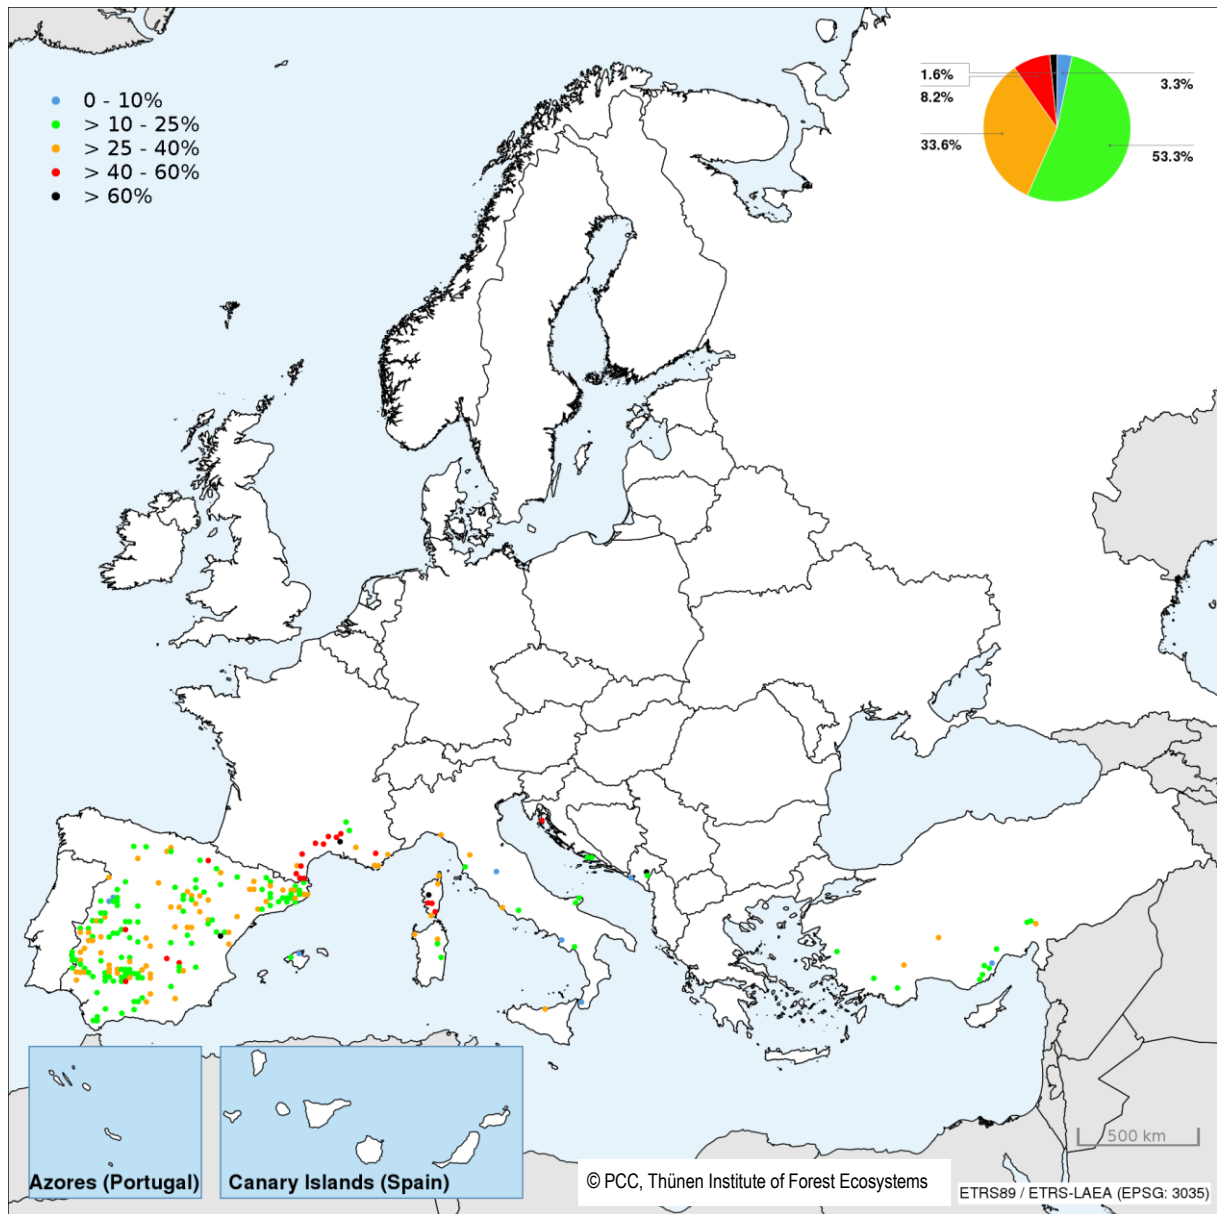 0 - 10%
> 10 - 25%
> 25 - 40%
> 40 - 60%
> 60%
1.6%
8.2%
3.3%
33.6%
53.3%
500 km
Azores (Portugal)
Canary Islands (Spain)
© PCC, Thünen Institute of Forest Ecosystems
ETRS89 / ETRS-LAEA (EPSG: 3035)